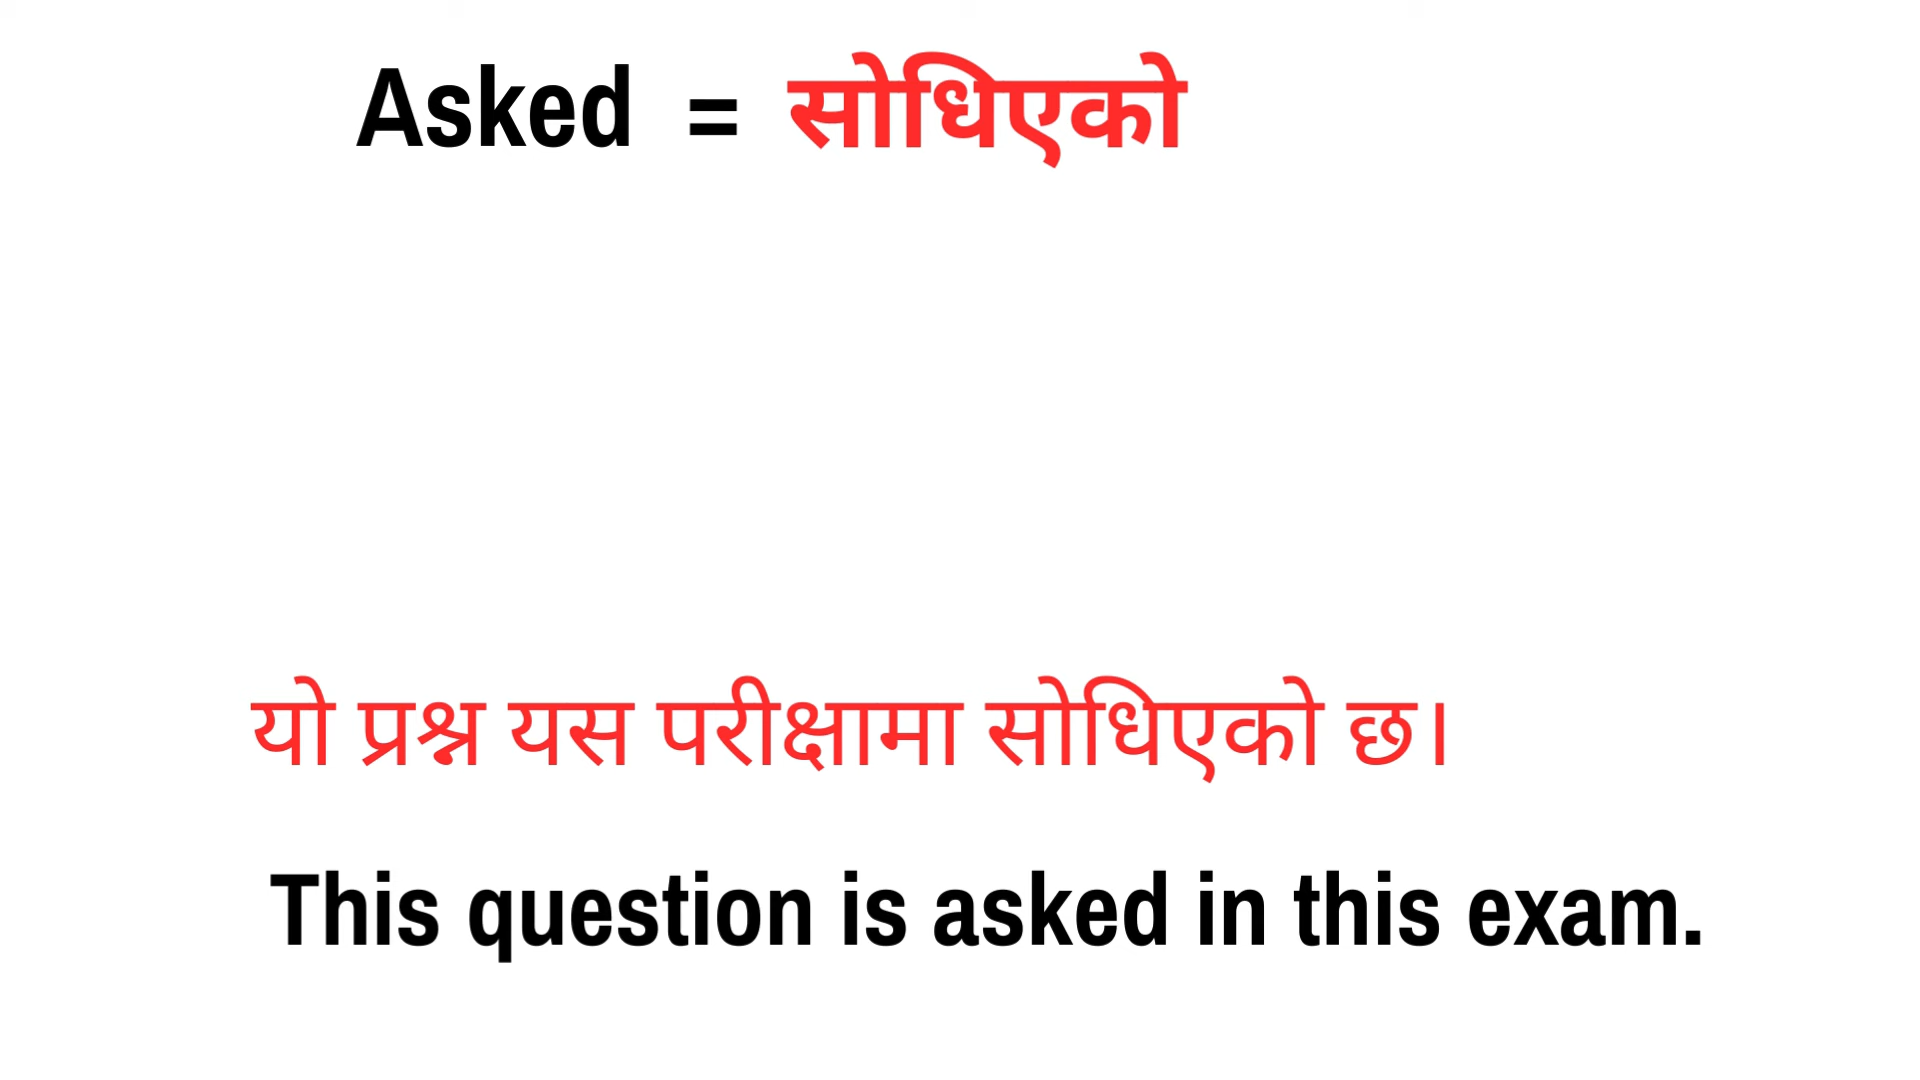 Asked = सोधिएको
यो प्रश्न यस परीक्षामा सोधिएको छ।
This question is asked in this exam.